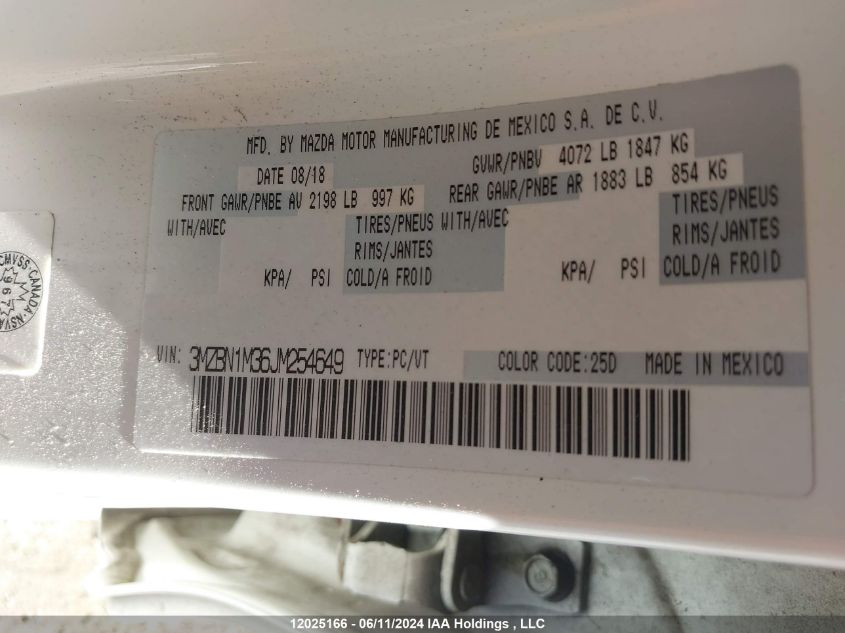 MFD. BY MAZDA MOTOR MANUFACTURING DE MEXICO S.A. DE C.V.
DATE 08/18 GVWR/PNBV 4072 LB 1847 KG
FRONT GAWR/PNBE AV 2198 LB 997 KG REAR GAWR/PNBE AR 1883 LB 854 KG
WITH/AVEC TIRES/PNEUS WITH/AVEC TIRES/PNEUS
RIMS/JANTES RIMS/JANTES
KPA/ PSI COLD/A FROID KPA/ PSI COLD/A FROID
VIN: 3MZBN1M36JM254649 TYPE:PC/VT COLOR CODE:25D MADE IN MEXICO
CMVSS-CANADA-NSVA
12025166 - 06/11/2024 IAA Holdings , LLC